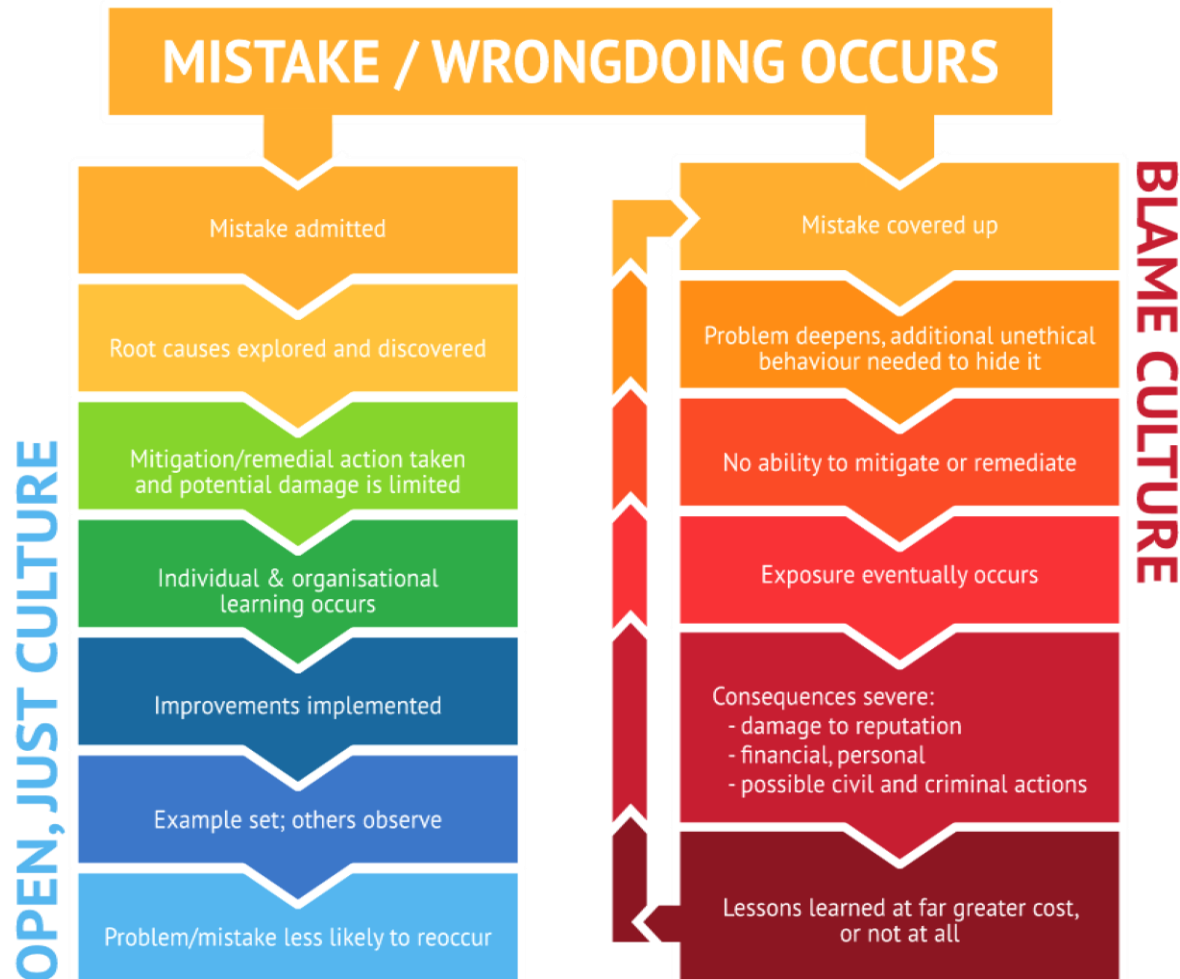 MISTAKE / WRONGDOING OCCURS
OPEN, JUST CULTURE
Mistake admitted
Root causes explored and discovered
Mitigation/remedial action taken
and potential damage is limited
Individual & organisational
learning occurs
Improvements implemented
Example set; others observe
Problem/mistake less likely to reoccur
BLAME CULTURE
Mistake covered up
Problem deepens, additional unethical
behaviour needed to hide it
No ability to mitigate or remediate
Exposure eventually occurs
Consequences severe:
- damage to reputation
- financial, personal
- possible civil and criminal actions
Lessons learned at far greater cost,
or not at all